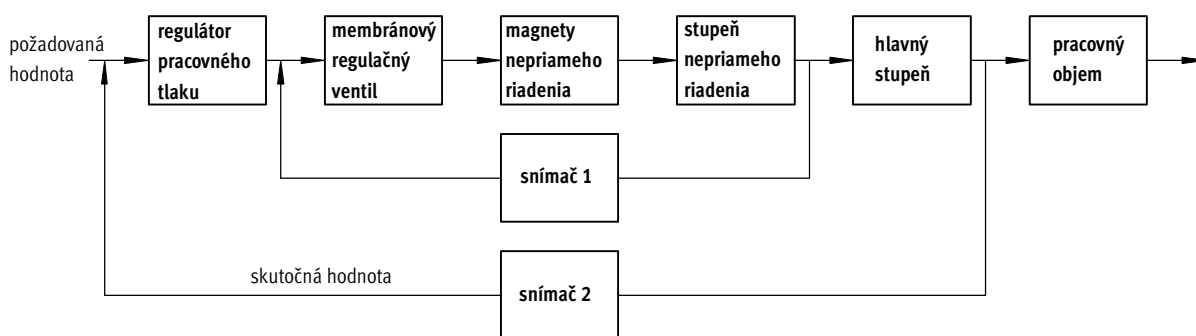 požadovaná
hodnota
regulátor
pracovného
tlaku
membránový
regulačný
ventil
magnety
nepriameho
riadenia
stupeň
nepriameho
riadenia
hlavný
stupeň
pracovný
objem
snímač 1
skutočná hodnota
snímač 2